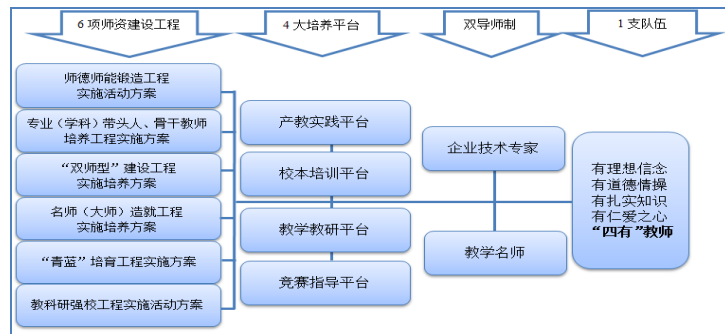 6 项师资建设工程
4 大培养平台
双导师制
1 支队伍
师德师能锻造工程
实施活动方案
专业（学科）带头人、骨干教师
培养工程实施方案
“双师型”建设工程
实施培养方案
名师（大师）造就工程
实施培养方案
“青蓝”培育工程实施方案
教科研强校工程实施活动方案
产教实践平台
校本培训平台
教学教研平台
竞赛指导平台
企业技术专家
教学名师
有理想信念
有道德情操
有扎实知识
有仁爱之心
“四有”教师